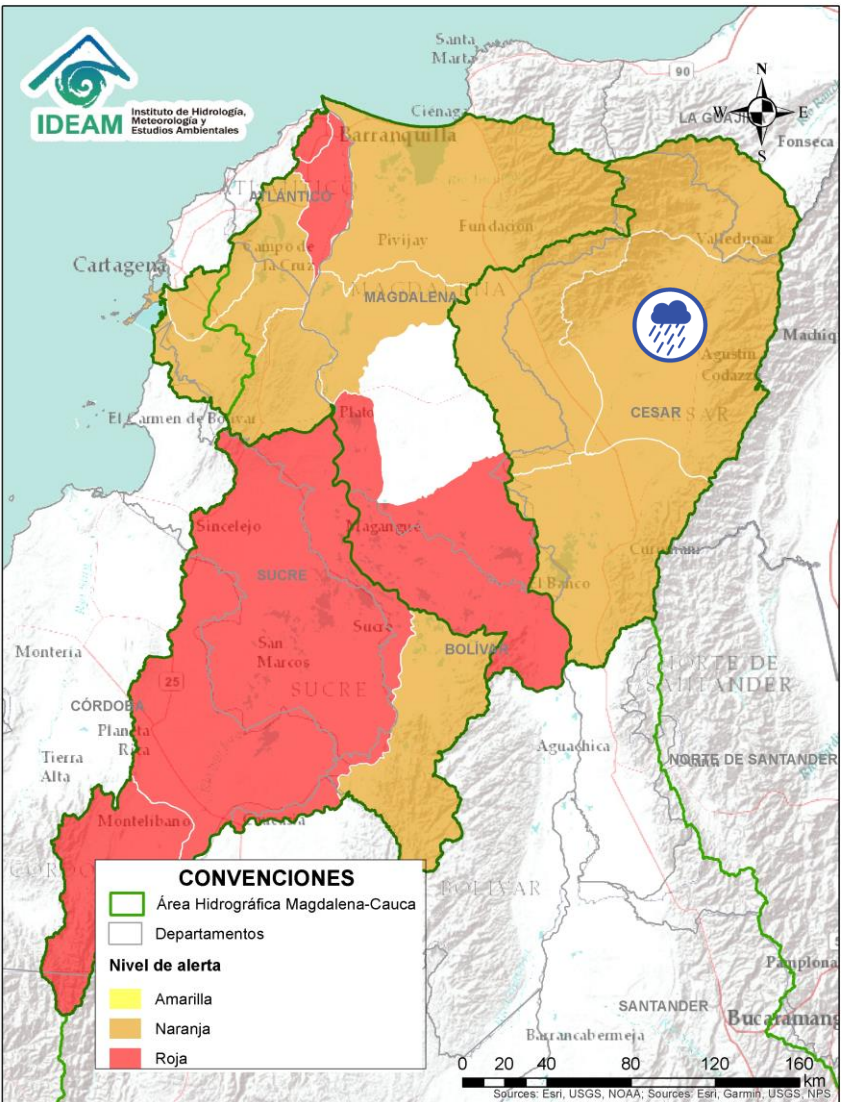 IDEAM
Instituto de Hidrología,
Meteorología y
Estudios Ambientales
Santa
Marta
90
N
W
E
S
Ciénaga
LA GUAJIRA
Fonseca
Barranquilla
ATLÁNTICO
Valledupar
Fundación
Pivijay
Campo de
la Cruz
Cartagena
MAGDALENA
MAGDALENA
Machiq
Agustín
Codazzi
CESAR
CESAR
El Carmen de Bolívar
Plato
Sincelejo
Magangué
Curumaní
SUCRE
El Banco
Sucre
BOLÍVAR
Montería
San
Marcos
SUCRE
25
NORTE DE
SANTANDER
CÓRDOBA
Planeta
Rica
Tierra
Alta
Aguachica
NORTE DE SANTANDER
Montelibano
Caucasia
BOLÍVAR
CONVENCIONES
Área Hidrográfica Magdalena-Cauca
Departamentos
Nivel de alerta
Amarilla
Naranja
Roja
Pamplona
SANTANDER
Bucaramang
Barrancabermeja
0 20 40 80 120 160
km
Sources: Esri, USGS, NOAA; Sources: Esri, Garmin, USGS, NPS